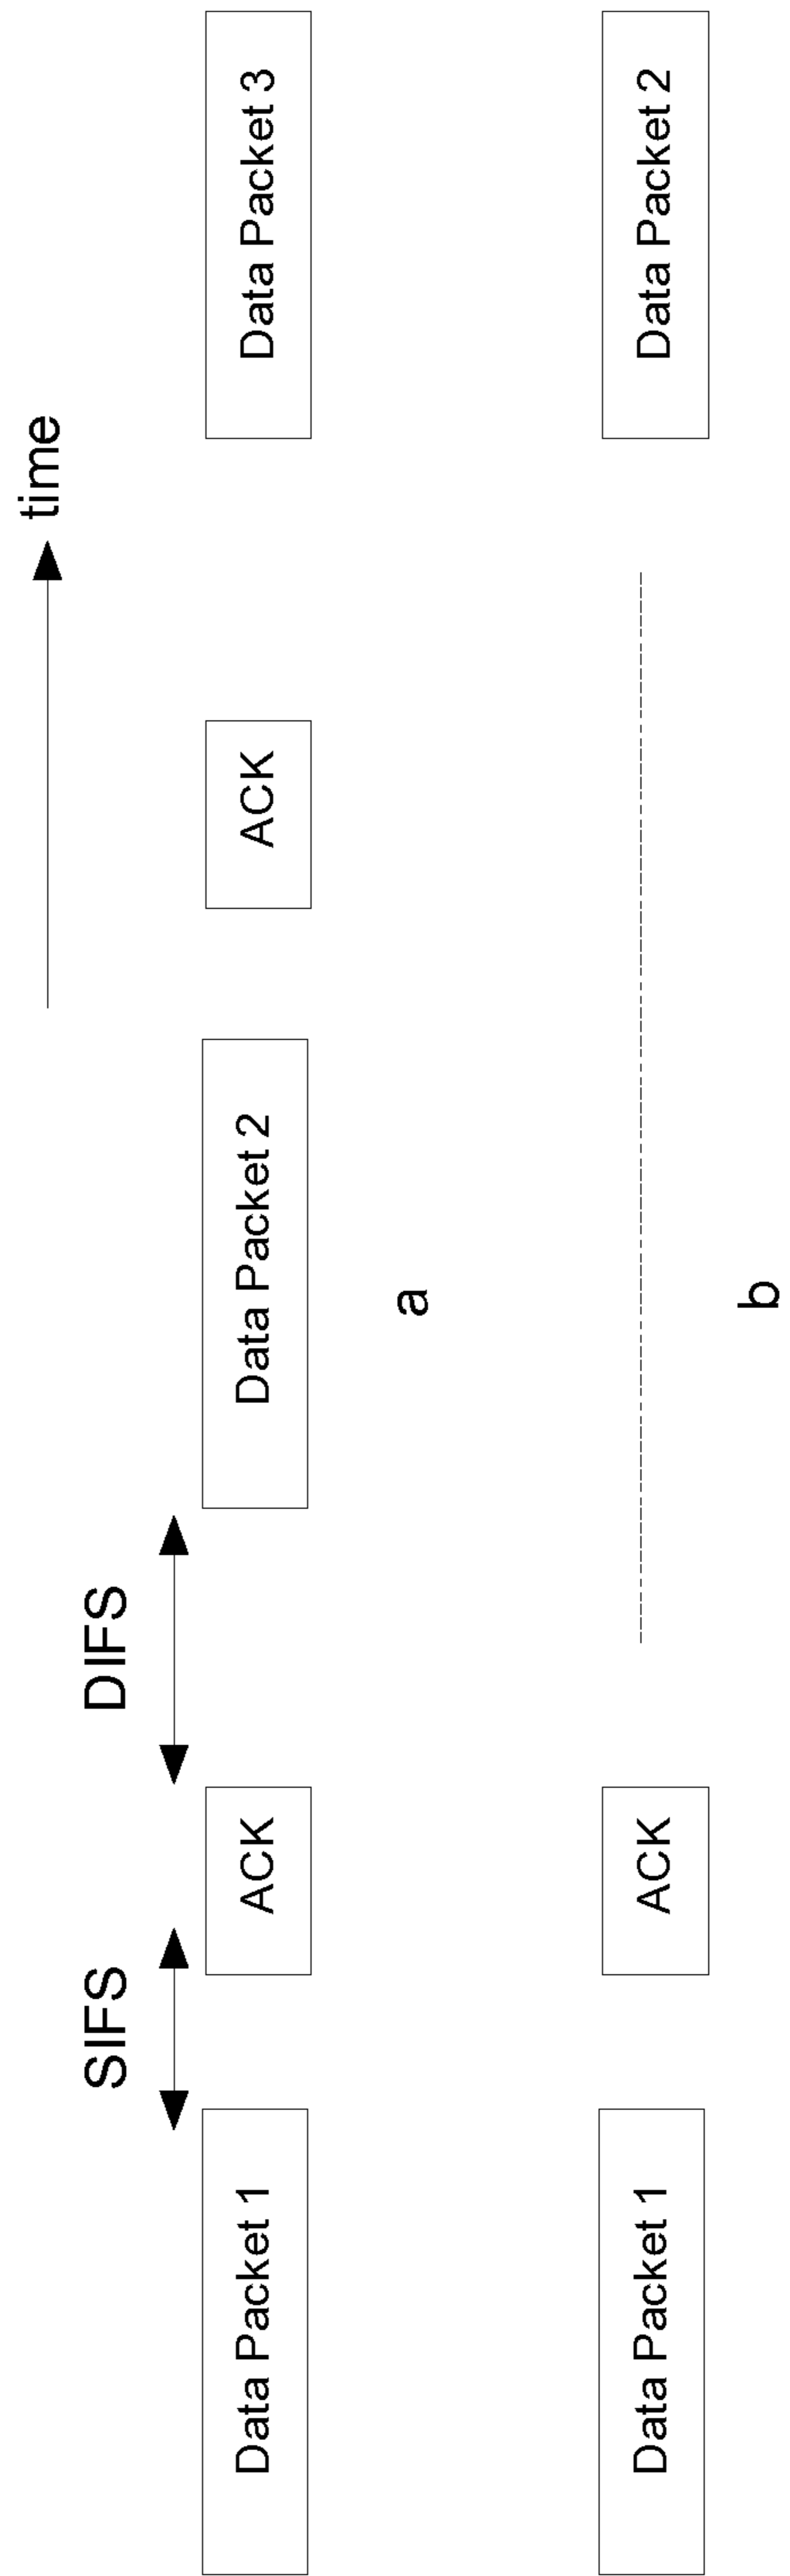 time
SIFS
DIFS
Data Packet 1
ACK
Data Packet 2
ACK
Data Packet 3
a
Data Packet 1
ACK
Data Packet 2
b